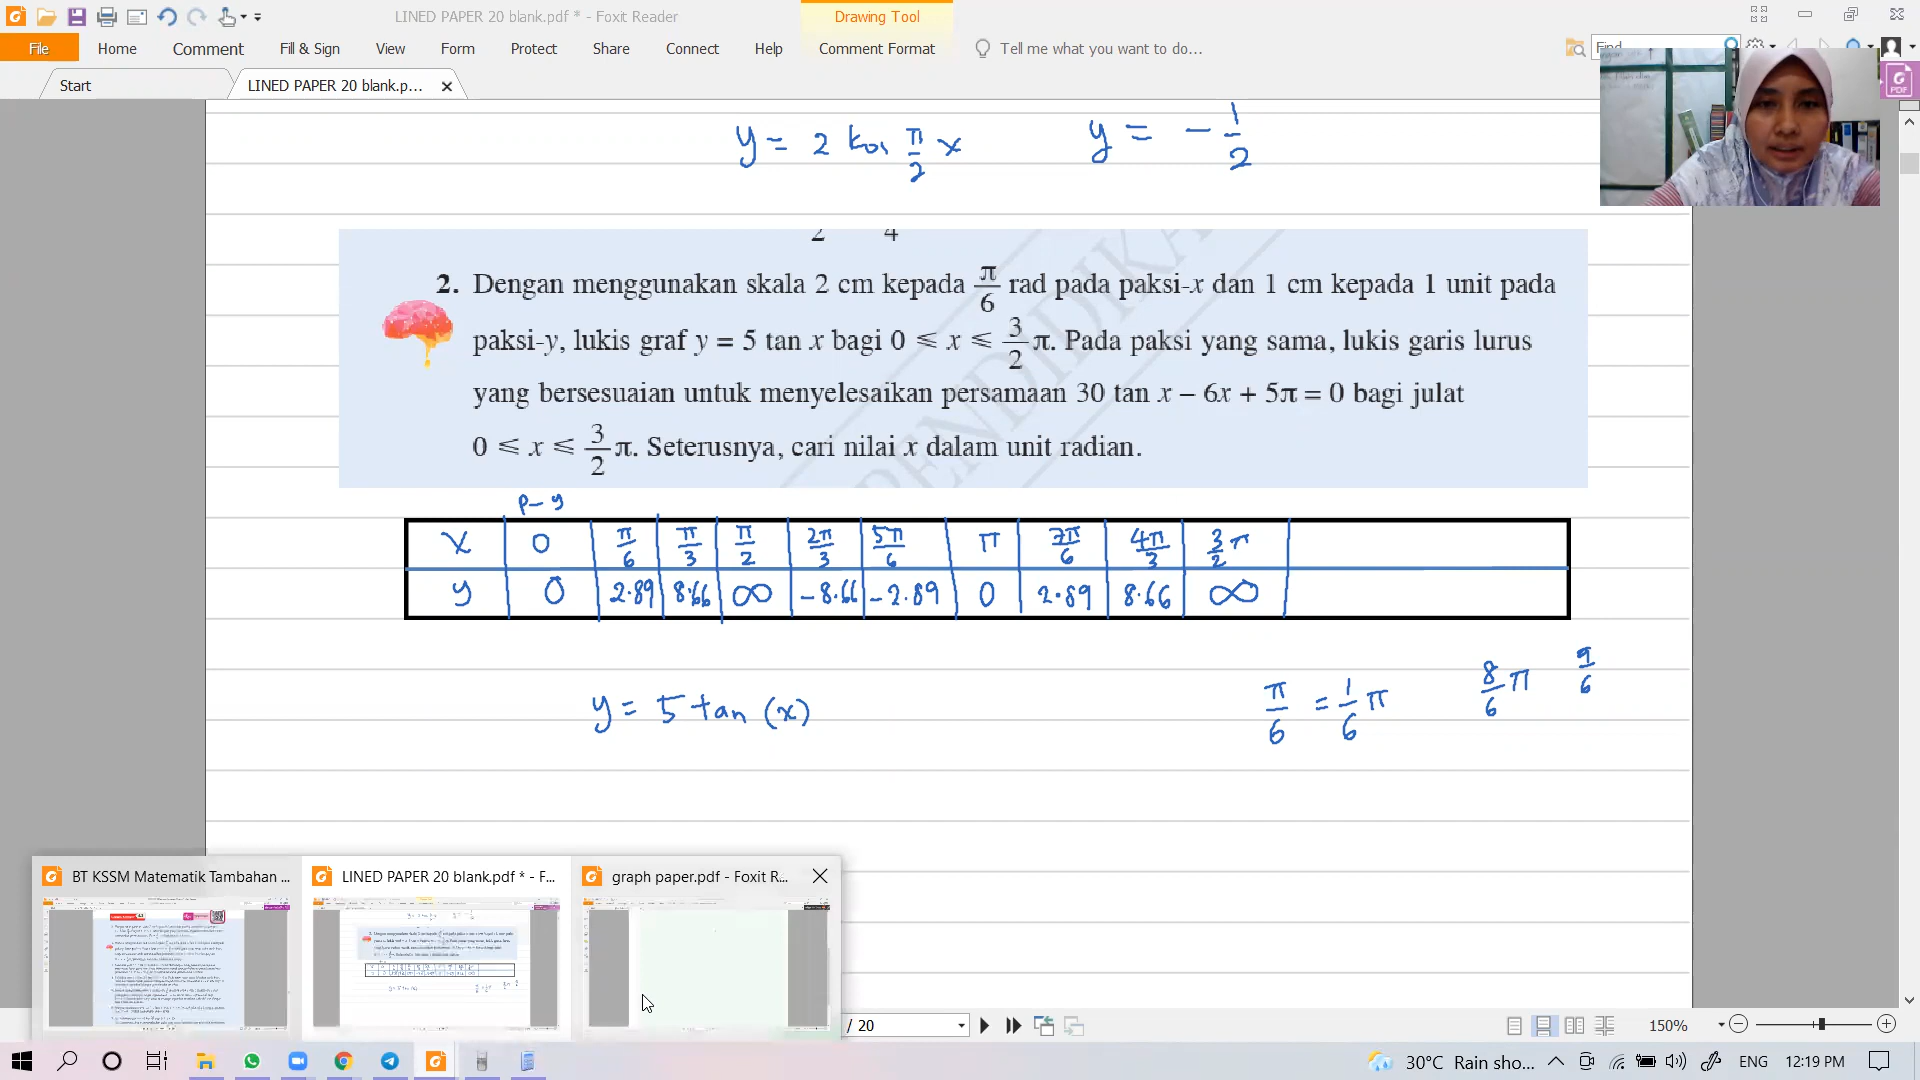 LINED PAPER 20 blank.pdf * - Foxit Reader
Drawing Tool
File Home Comment Fill & Sign View Form Protect Share Connect Help Comment Format Tell me what you want to do... Find
Start LINED PAPER 20 blank.p...
y = 2 kos π/2 x y = - 1/2
2 4
2. Dengan menggunakan skala 2 cm kepada π/6 rad pada paksi-x dan 1 cm kepada 1 unit pada
paksi-y, lukis graf y = 5 tan x bagi 0 ⩽ x ⩽ 3/2 π. Pada paksi yang sama, lukis garis lurus
yang bersesuaian untuk menyelesaikan persamaan 30 tan x – 6x + 5π = 0 bagi julat
0 ⩽ x ⩽ 3/2 π. Seterusnya, cari nilai x dalam unit radian.
PENDIDIKA
p-y
x 0 π/6 π/3 π/2 2π/3 5π/6 π 7π/6 4π/3 3/2 π
y 0 2.89 8.66 ∞ -8.66 -2.89 0 2.89 8.66 ∞
y = 5 tan (x) π/6 = 1/6 π 8/6 π 9/6
BT KSSM Matematik Tambahan ... LINED PAPER 20 blank.pdf * - F... graph paper.pdf - Foxit R...
/ 20 150%
30°C Rain sho... ENG 12:19 PM